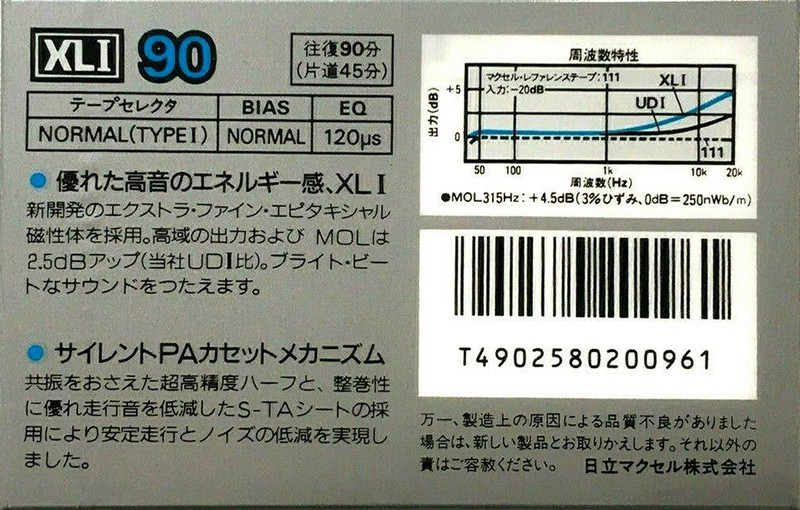 XLI 90
往復90分
(片道45分)
テープセレクタ BIAS EQ
NORMAL(TYPEI) NORMAL 120μs
● 優れた高音のエネルギー感、XLI
新開発のエクストラ・ファイン・エピタキシャル
磁性体を採用。高域の出力および MOLは
2.5dBアップ(当社UDI比)。ブライト・ビー
トなサウンドをつたえます。
● サイレントPAカセットメカニズム
共振をおさえた超高精度ハーフと、整巻性
に優れ走行音を低減したS-TAシートの採
用により安定走行とノイズの低減を実現し
ました。
周波数特性
マクセル・レファレンステープ:111
入力:-20dB
XLI
UDI
111
出力(dB)
+5
0
50 100 1k 10k 20k
周波数(Hz)
●MOL315Hz:+4.5dB(3%ひずみ、0dB=250nWb/m)
T4902580200961
万一、製造上の原因による品質不良がありました
場合は、新しい製品とお取りかえします。それ以外の
責はご容赦ください。 日立マクセル株式会社